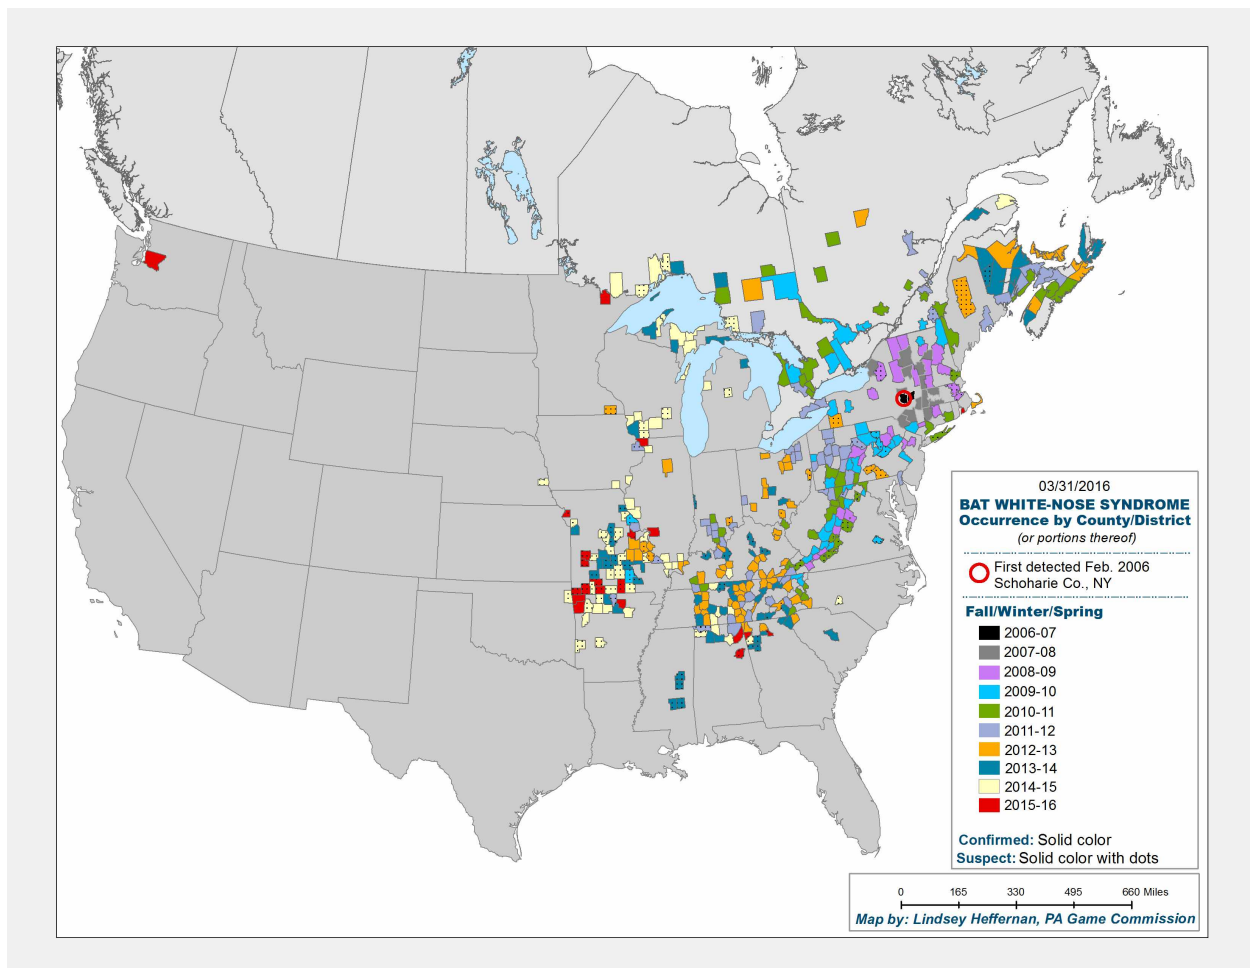 03/31/2016
BAT WHITE-NOSE SYNDROME
Occurrence by County/District
(or portions thereof)
First detected Feb. 2006
Schoharie Co., NY
Fall/Winter/Spring
2006-07
2007-08
2008-09
2009-10
2010-11
2011-12
2012-13
2013-14
2014-15
2015-16
Confirmed: Solid color
Suspect: Solid color with dots
0 165 330 495 660 Miles
Map by: Lindsey Heffernan, PA Game Commission